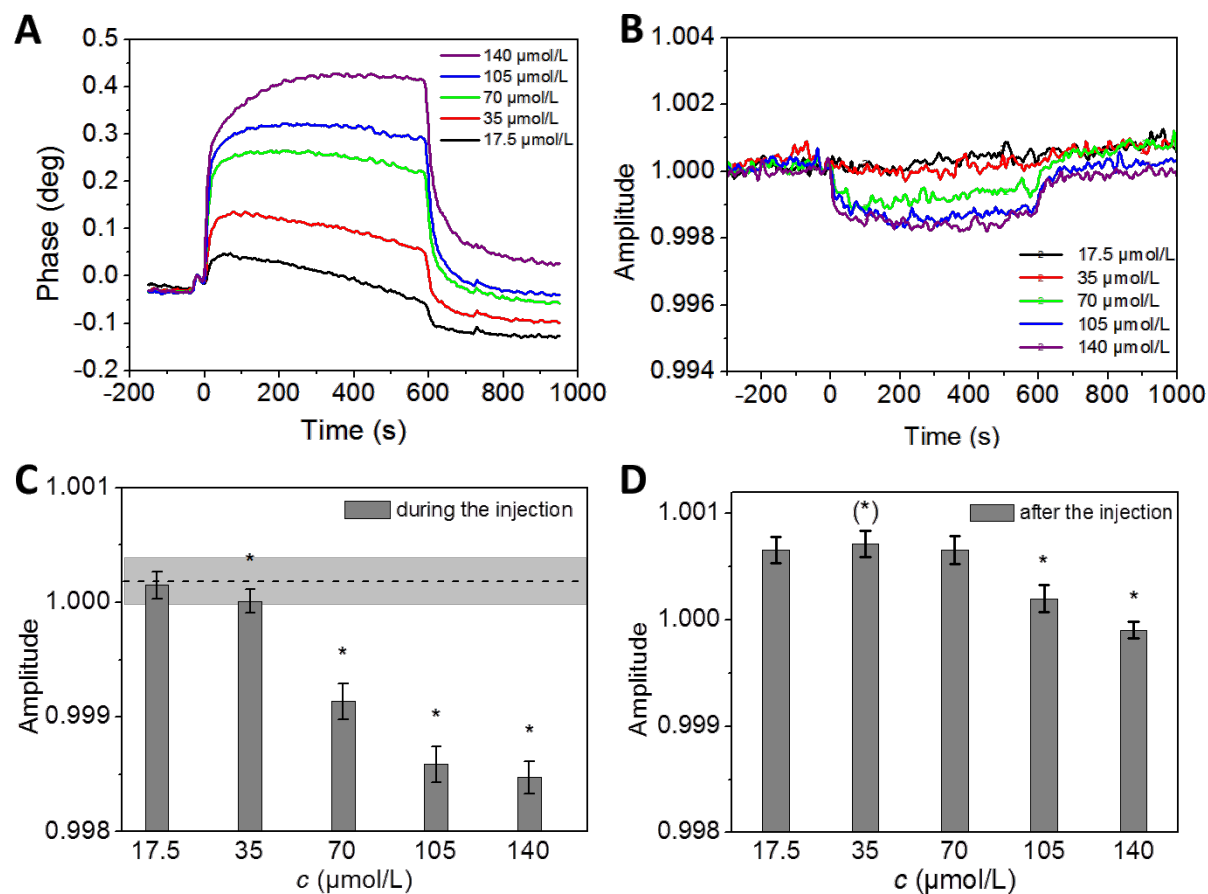 A
0.5
0.4
0.3
0.2
0.1
0.0
-0.1
-0.2
Phase (deg)
140 µmol/L
105 µmol/L
70 µmol/L
35 µmol/L
17.5 µmol/L
-200 0 200 400 600 800 1000
Time (s)
B
1.004
1.002
1.000
0.998
0.996
0.994
Amplitude
2 17.5 µmol/L
2 35 µmol/L
2 70 µmol/L
2 105 µmol/L
2 140 µmol/L
-200 0 200 400 600 800 1000
Time (s)
C
1.001
1.000
0.999
0.998
Amplitude
during the injection
*
*
*
*
17.5 35 70 105 140
c (µmol/L)
D
1.001
1.000
0.999
0.998
Amplitude
after the injection
(*)
*
*
17.5 35 70 105 140
c (µmol/L)